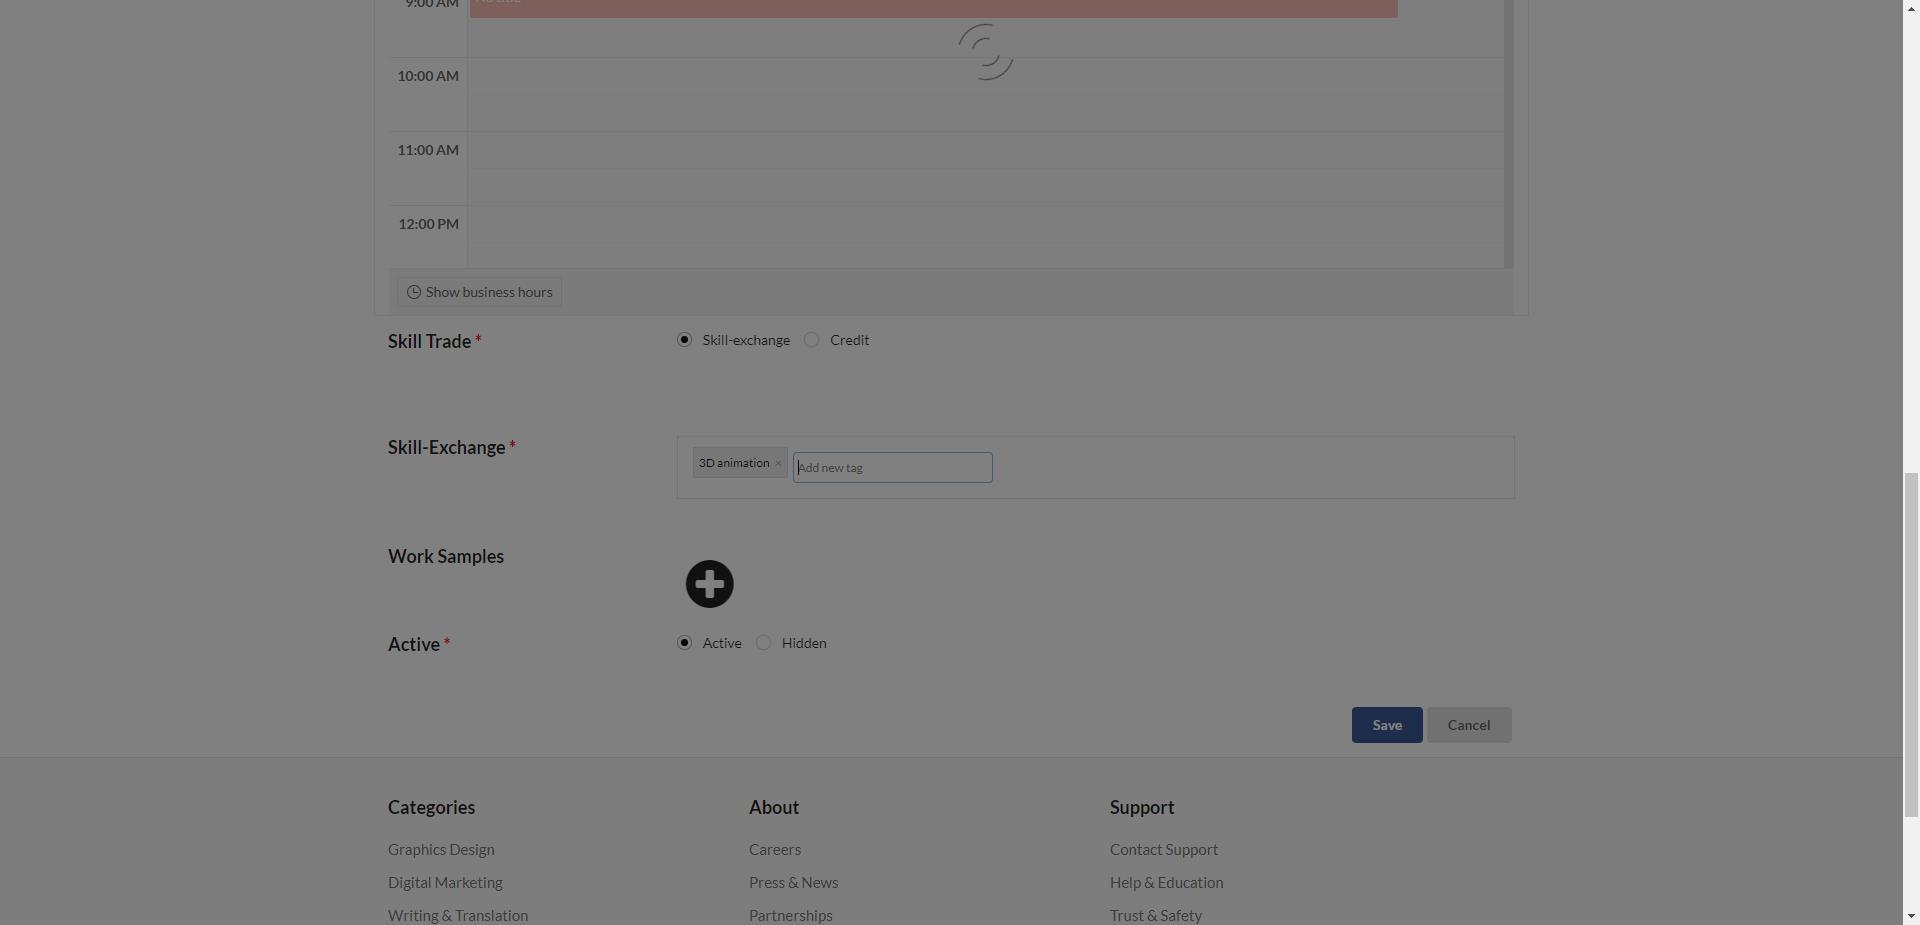 9:00 AM
10:00 AM
11:00 AM
12:00 PM
Show business hours
Skill Trade *
Skill-exchange Credit
Skill-Exchange *
3D animation × Add new tag
Work Samples
Active *
Active Hidden
Save Cancel
Categories About Support
Graphics Design Careers Contact Support
Digital Marketing Press & News Help & Education
Writing & Translation Partnerships Trust & Safety